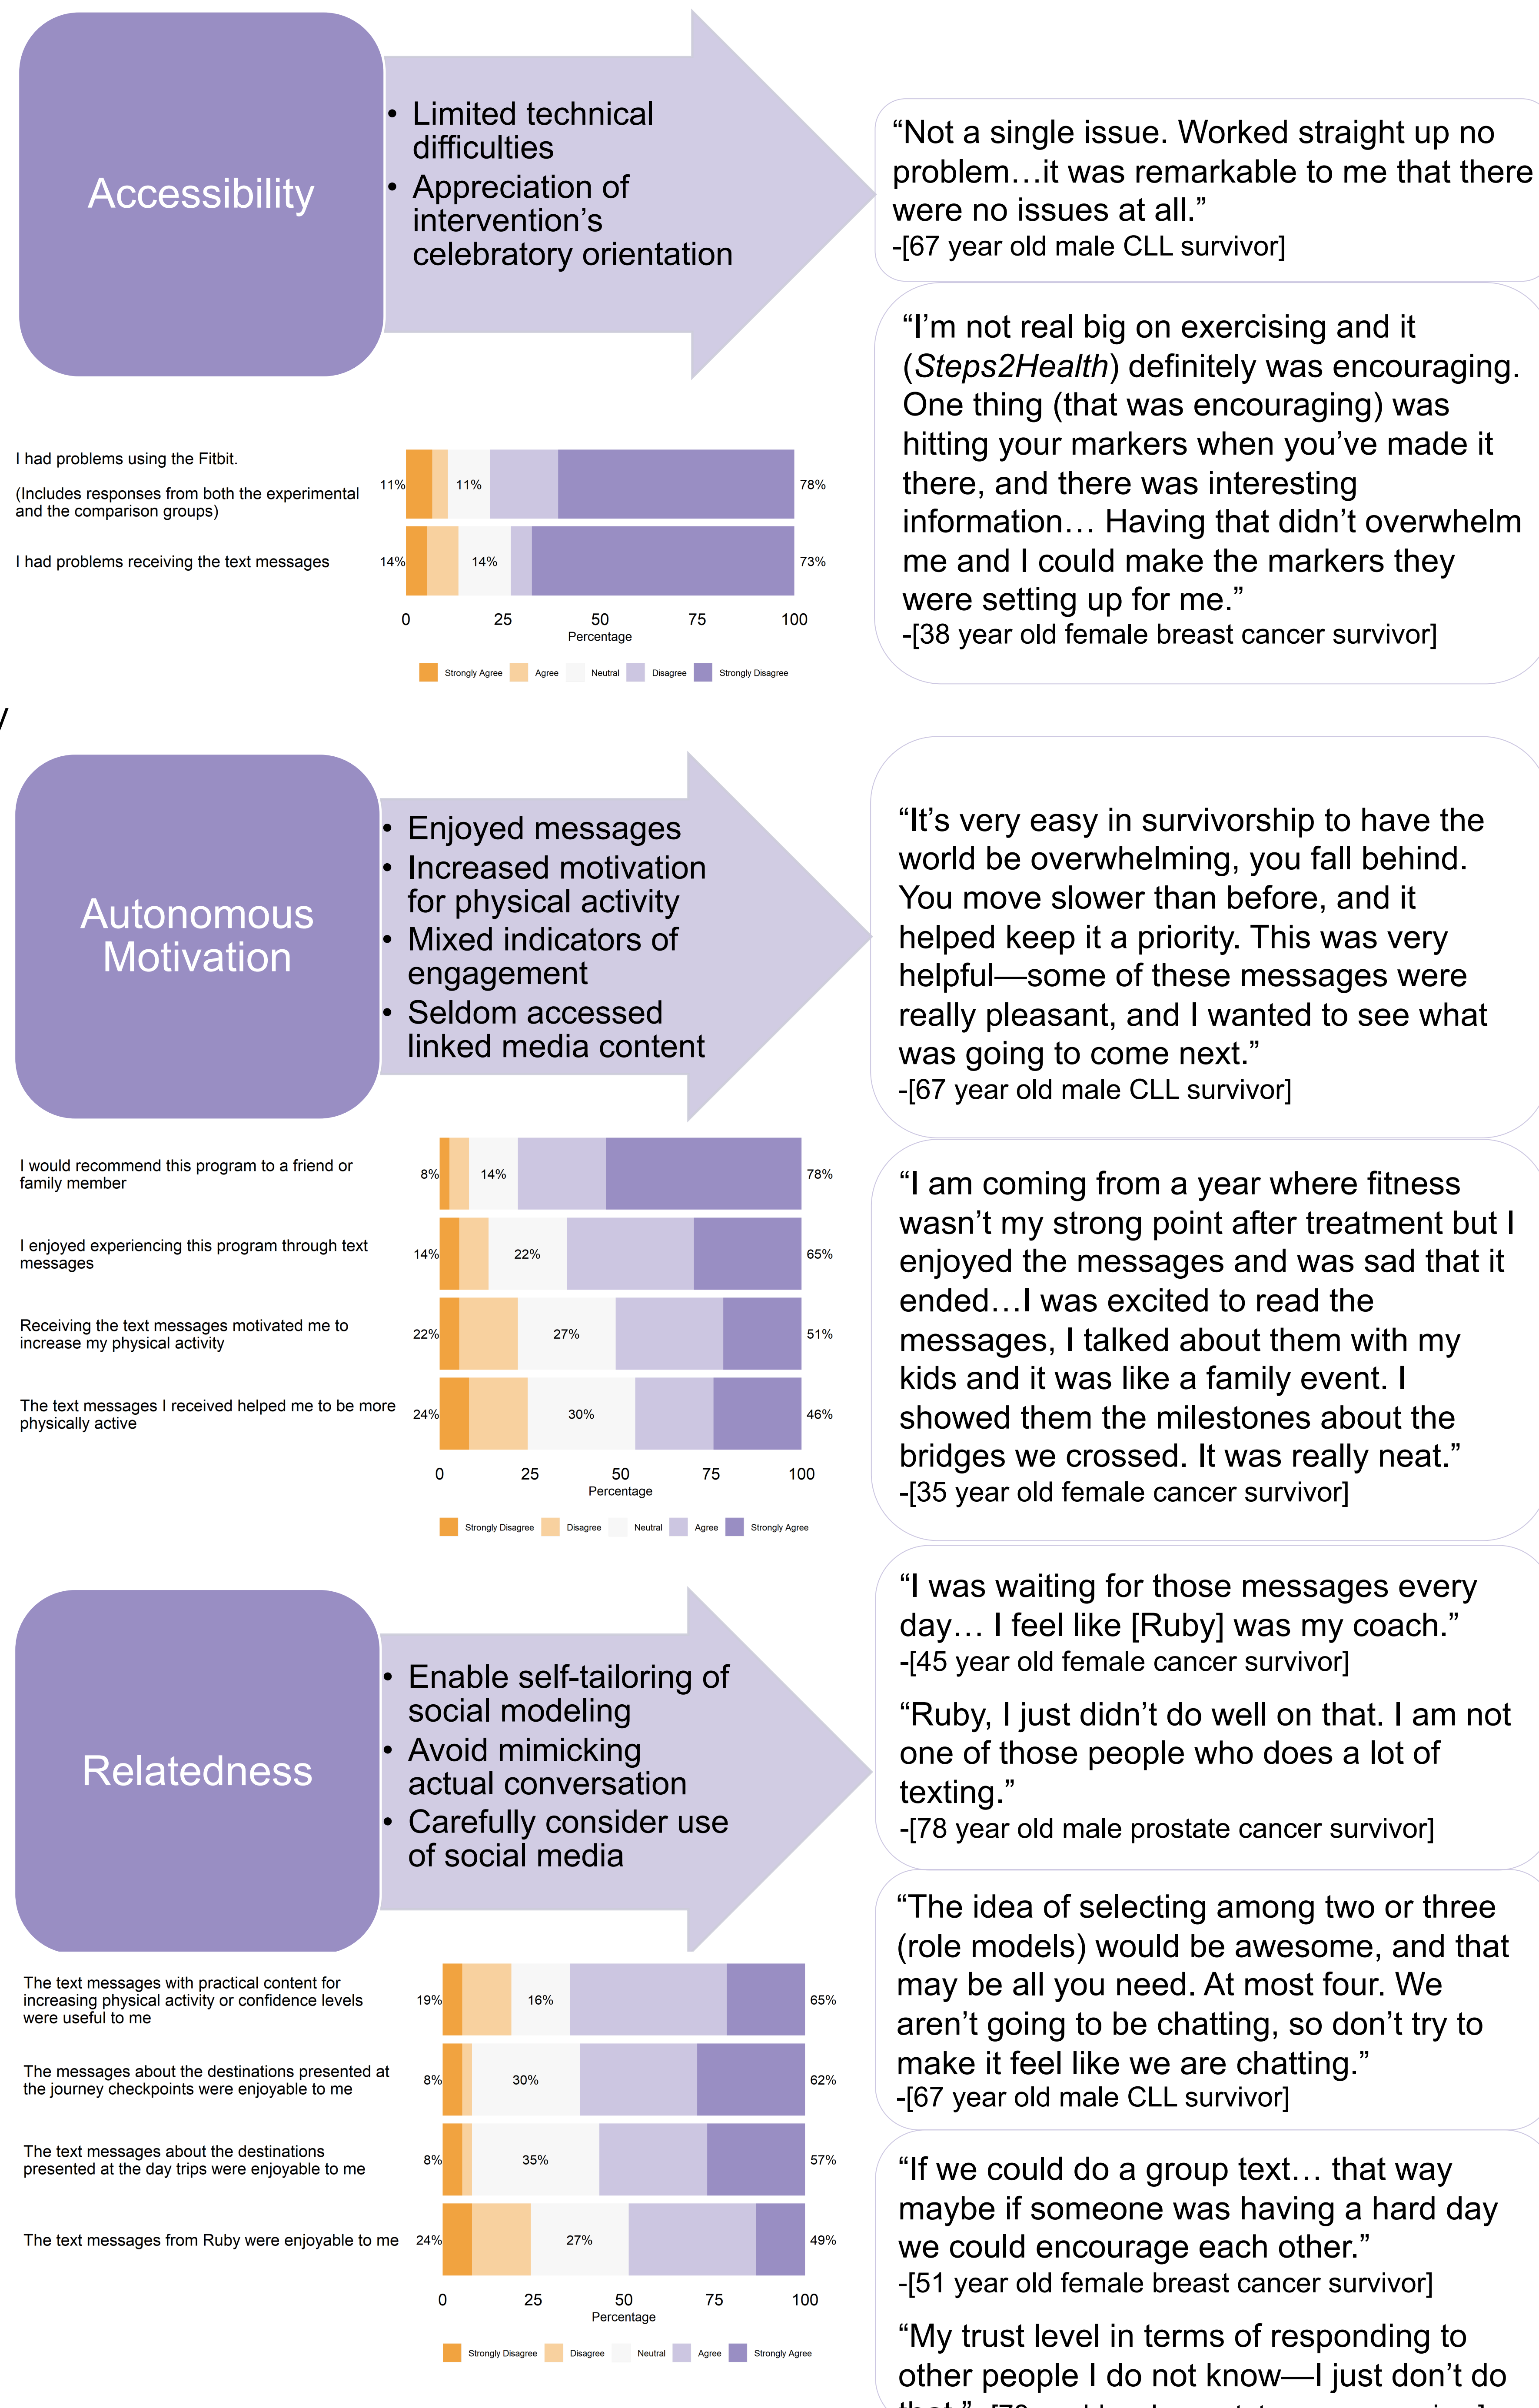 Accessibility
• Limited technical
difficulties
• Appreciation of
intervention’s
celebratory orientation
“Not a single issue. Worked straight up no
problem…it was remarkable to me that there
were no issues at all.”
-[67 year old male CLL survivor]
“I’m not real big on exercising and it
(Steps2Health) definitely was encouraging.
One thing (that was encouraging) was
hitting your markers when you’ve made it
there, and there was interesting
information… Having that didn’t overwhelm
me and I could make the markers they
were setting up for me.”
-[38 year old female breast cancer survivor]
I had problems using the Fitbit.
(Includes responses from both the experimental
and the comparison groups)
11% 11% 78%
I had problems receiving the text messages
14% 14% 73%
0 25 50 75 100
Percentage
Strongly Agree Agree Neutral Disagree Strongly Disagree
Autonomous
Motivation
• Enjoyed messages
• Increased motivation
for physical activity
• Mixed indicators of
engagement
• Seldom accessed
linked media content
“It’s very easy in survivorship to have the
world be overwhelming, you fall behind.
You move slower than before, and it
helped keep it a priority. This was very
helpful—some of these messages were
really pleasant, and I wanted to see what
was going to come next.”
-[67 year old male CLL survivor]
I would recommend this program to a friend or
family member
8% 14% 78%
I enjoyed experiencing this program through text
messages
14% 22% 65%
Receiving the text messages motivated me to
increase my physical activity
22% 27% 51%
The text messages I received helped me to be more
physically active
24% 30% 46%
0 25 50 75 100
Percentage
Strongly Disagree Disagree Neutral Agree Strongly Agree
“I am coming from a year where fitness
wasn’t my strong point after treatment but I
enjoyed the messages and was sad that it
ended…I was excited to read the
messages, I talked about them with my
kids and it was like a family event. I
showed them the milestones about the
bridges we crossed. It was really neat.”
-[35 year old female cancer survivor]
Relatedness
• Enable self-tailoring of
social modeling
• Avoid mimicking
actual conversation
• Carefully consider use
of social media
“I was waiting for those messages every
day… I feel like [Ruby] was my coach.”
-[45 year old female cancer survivor]
“Ruby, I just didn’t do well on that. I am not
one of those people who does a lot of
texting.”
-[78 year old male prostate cancer survivor]
“The idea of selecting among two or three
(role models) would be awesome, and that
may be all you need. At most four. We
aren’t going to be chatting, so don’t try to
make it feel like we are chatting.”
-[67 year old male CLL survivor]
The text messages with practical content for
increasing physical activity or confidence levels
were useful to me
19% 16% 65%
The messages about the destinations presented at
the journey checkpoints were enjoyable to me
8% 30% 62%
The text messages about the destinations
presented at the day trips were enjoyable to me
8% 35% 57%
The text messages from Ruby were enjoyable to me
24% 27% 49%
0 25 50 75 100
Percentage
Strongly Disagree Disagree Neutral Agree Strongly Agree
“If we could do a group text… that way
maybe if someone was having a hard day
we could encourage each other.”
-[51 year old female breast cancer survivor]
“My trust level in terms of responding to
other people I do not know—I just don’t do